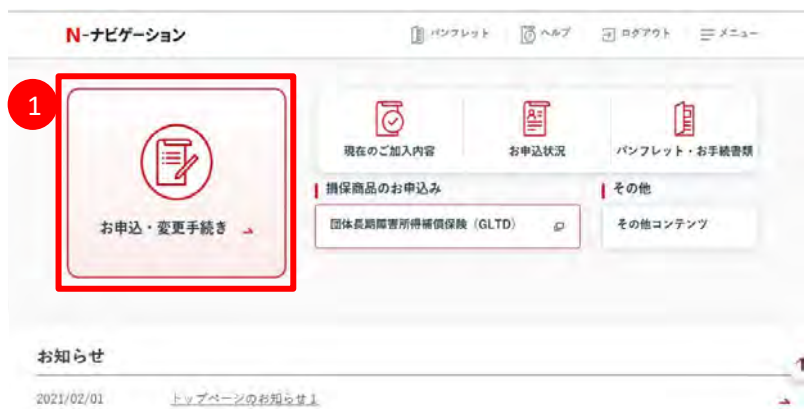 N-ナビゲーション
パンフレット ヘルプ ログアウト メニュー
1
お申込・変更手続き
現在のご加入内容 お申込状況 パンフレット・お手続書類
損保商品のお申込み
団体長期障害所得補償保険（GLTD）
その他
その他コンテンツ
お知らせ
2021/02/01 トップページのお知らせ１